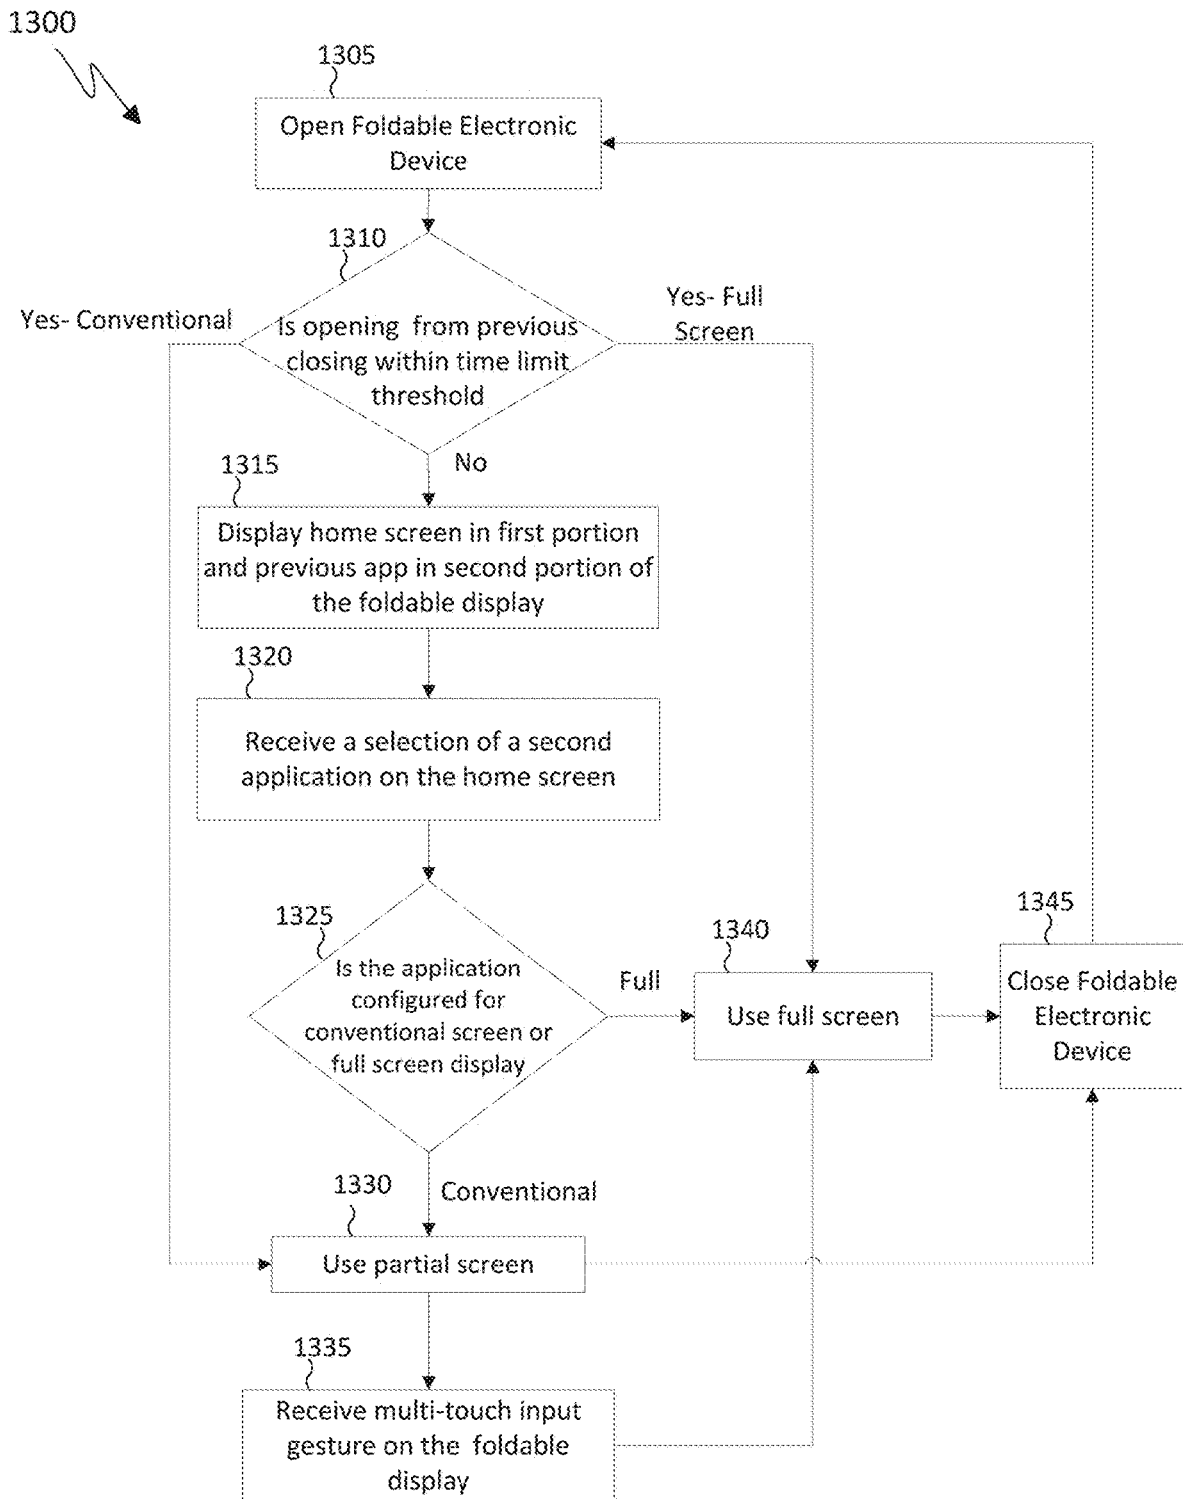 1300
1305
Open Foldable Electronic
Device
1310
Yes- Conventional
Yes- Full
Screen
Is opening from previous
closing within time limit
threshold
No
1315
Display home screen in first portion
and previous app in second portion of
the foldable display
1320
Receive a selection of a second
application on the home screen
1325
Is the application
configured for
conventional screen or
full screen display
Full
1340
Use full screen
1345
Close Foldable
Electronic
Device
Conventional
1330
Use partial screen
1335
Receive multi-touch input
gesture on the foldable
display